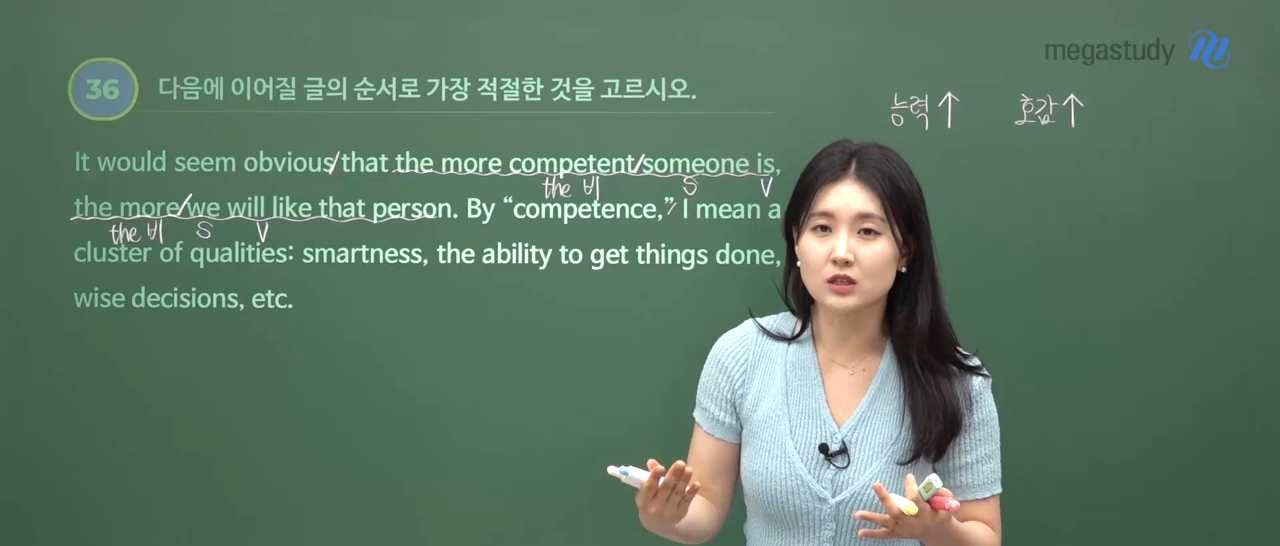 megastudy
36 다음에 이어질 글의 순서로 가장 적절한 것을 고르시오.
능력↑ 호감↑
It would seem obvious/that the more competent/someone is,
the 비 S V
the more/we will like that person. By “competence,” I mean a
the 비 S V
cluster of qualities: smartness, the ability to get things done,
wise decisions, etc.